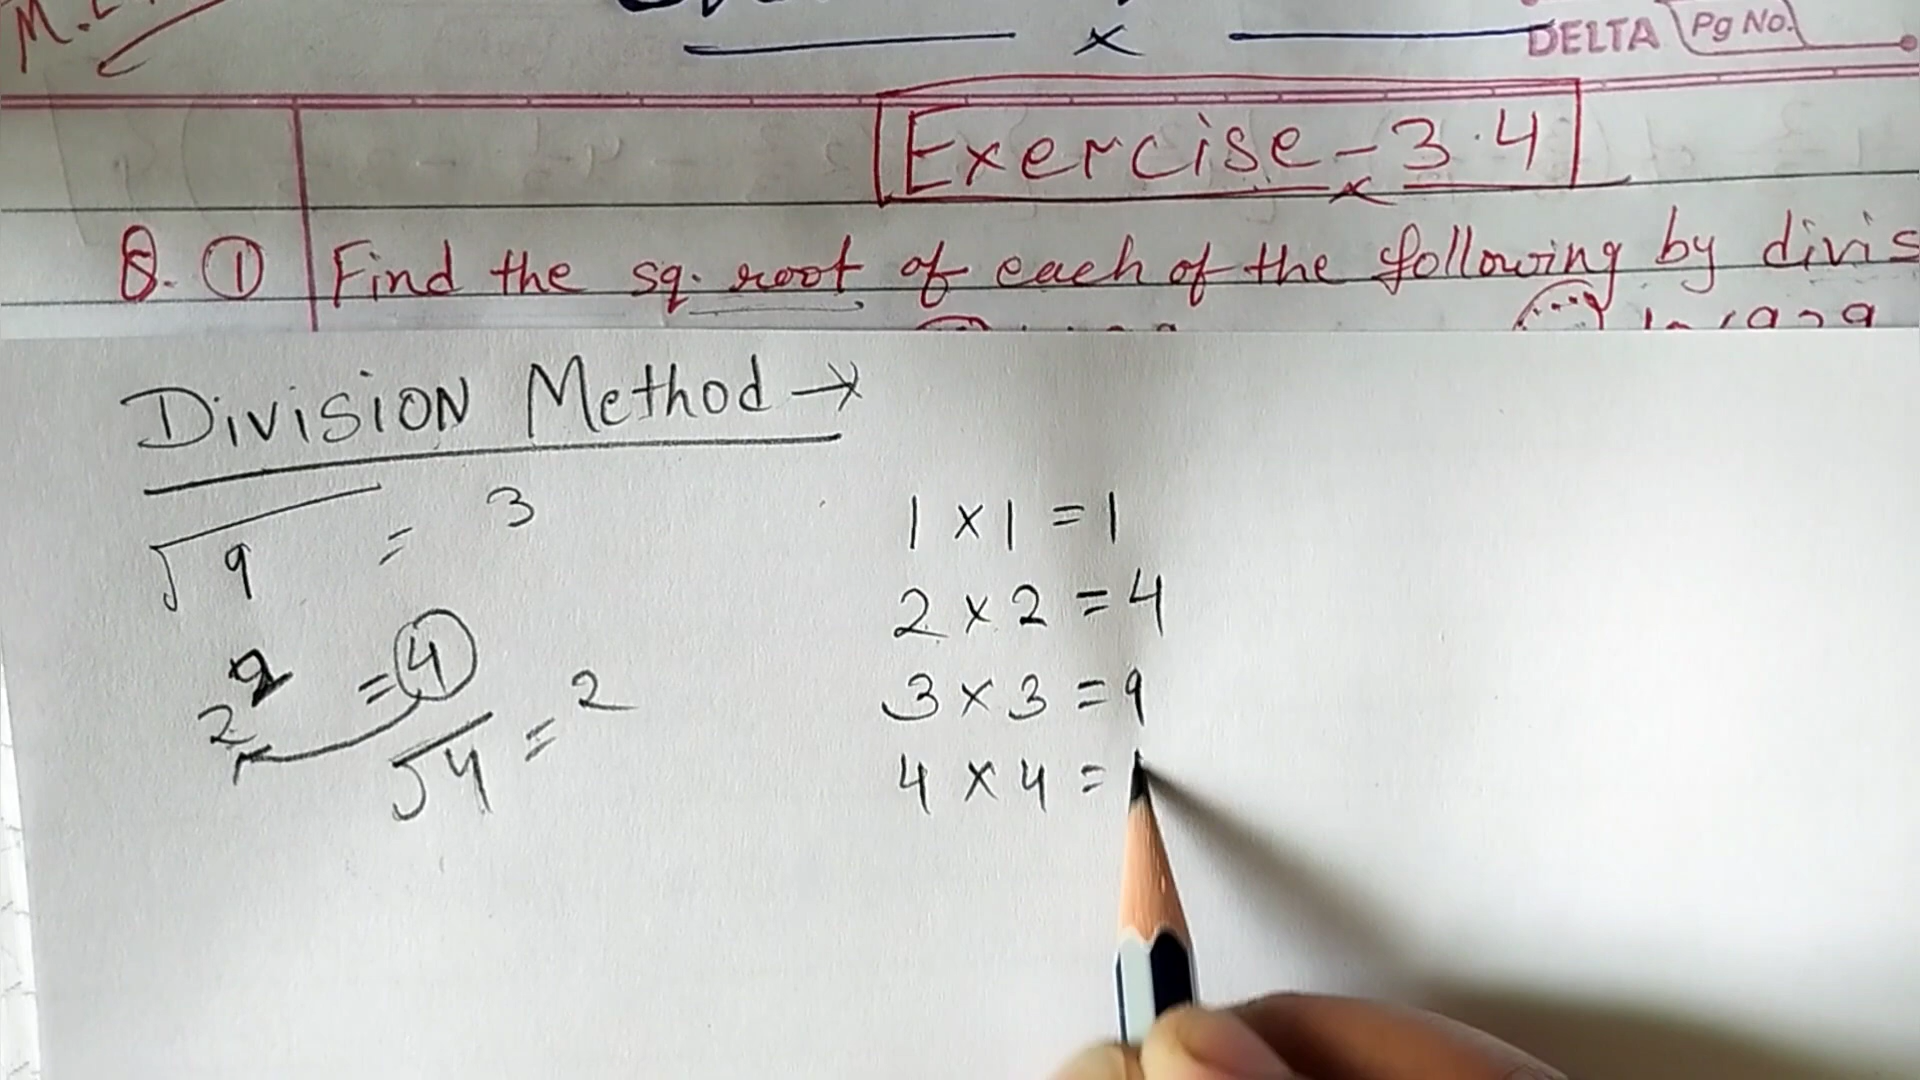 DELTA Pg No.
Exercise - 3.4
Q. ① Find the sq. root of each of the following by divis
Division Method →
√9 = 3
2² = 4
√4 = 2
1 × 1 = 1
2 × 2 = 4
3 × 3 = 9
4 × 4 =